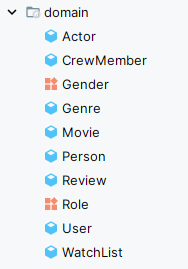 domain
Actor
CrewMember
Gender
Genre
Movie
Person
Review
Role
User
WatchList